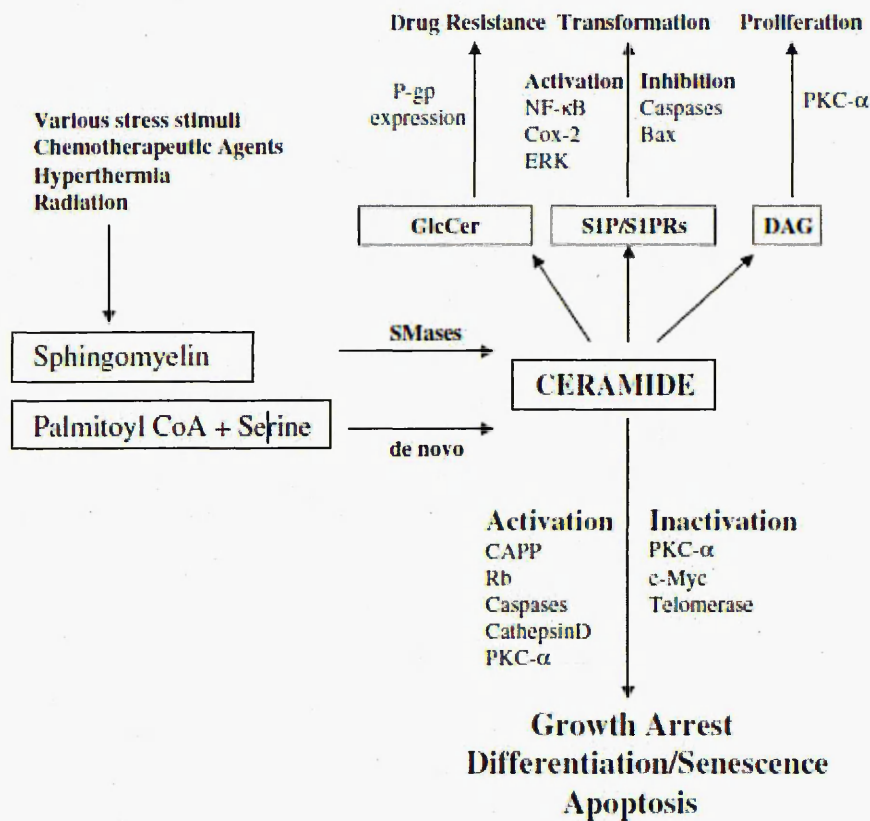 Drug Resistance Transformation Proliferation
P-gp
expression
Activation
NF-κB
Cox-2
ERK
Inhibition
Caspases
Bax
PKC-α
Various stress stimuli
Chemotherapeutic Agents
Hyperthermia
Radiation
GlcCer
S1P/S1PRs
DAG
Sphingomyelin
SMases
CERAMIDE
Palmitoyl CoA + Serine
de novo
Activation
CAPP
Rb
Caspases
CathepsinD
PKC-α
Inactivation
PKC-α
c-Myc
Telomerase
Growth Arrest
Differentiation/Senescence
Apoptosis